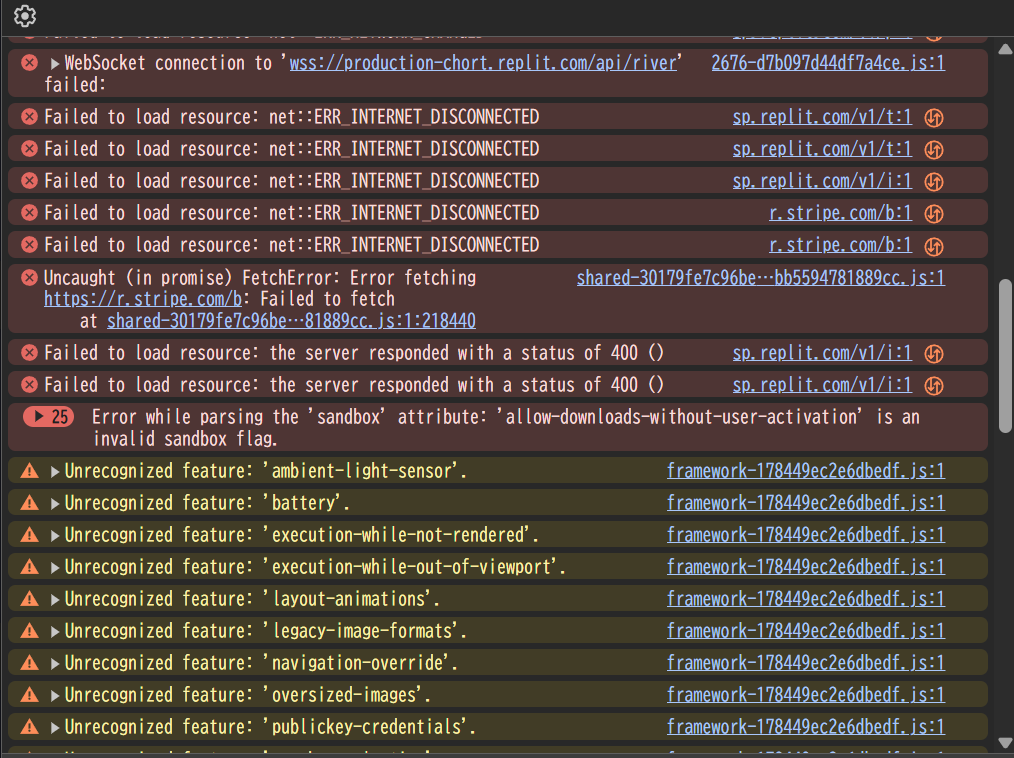 WebSocket connection to 'wss://production-chort.replit.com/api/river' 2676-d7b097d44df7a4ce.js:1
failed:
Failed to load resource: net::ERR_INTERNET_DISCONNECTED sp.replit.com/v1/t:1
Failed to load resource: net::ERR_INTERNET_DISCONNECTED sp.replit.com/v1/t:1
Failed to load resource: net::ERR_INTERNET_DISCONNECTED sp.replit.com/v1/i:1
Failed to load resource: net::ERR_INTERNET_DISCONNECTED r.stripe.com/b:1
Failed to load resource: net::ERR_INTERNET_DISCONNECTED r.stripe.com/b:1
Uncaught (in promise) FetchError: Error fetching shared-30179fe7c96be…bb5594781889cc.js:1
https://r.stripe.com/b: Failed to fetch
at shared-30179fe7c96be…81889cc.js:1:218440
Failed to load resource: the server responded with a status of 400 () sp.replit.com/v1/i:1
Failed to load resource: the server responded with a status of 400 () sp.replit.com/v1/i:1
25 Error while parsing the 'sandbox' attribute: 'allow-downloads-without-user-activation' is an
invalid sandbox flag.
Unrecognized feature: 'ambient-light-sensor'. framework-178449ec2e6dbedf.js:1
Unrecognized feature: 'battery'. framework-178449ec2e6dbedf.js:1
Unrecognized feature: 'execution-while-not-rendered'. framework-178449ec2e6dbedf.js:1
Unrecognized feature: 'execution-while-out-of-viewport'. framework-178449ec2e6dbedf.js:1
Unrecognized feature: 'layout-animations'. framework-178449ec2e6dbedf.js:1
Unrecognized feature: 'legacy-image-formats'. framework-178449ec2e6dbedf.js:1
Unrecognized feature: 'navigation-override'. framework-178449ec2e6dbedf.js:1
Unrecognized feature: 'oversized-images'. framework-178449ec2e6dbedf.js:1
Unrecognized feature: 'publickey-credentials'. framework-178449ec2e6dbedf.js:1